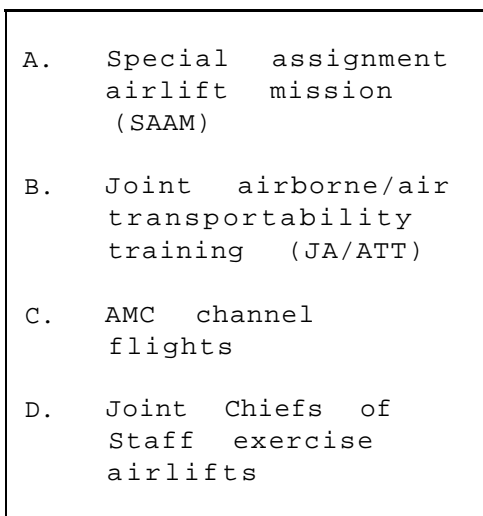 A. Special assignment
airlift mission
(SAAM)
B. Joint airborne/air
transportability
training (JA/ATT)
C. AMC channel
flights
D. Joint Chiefs of
Staff exercise
airlifts